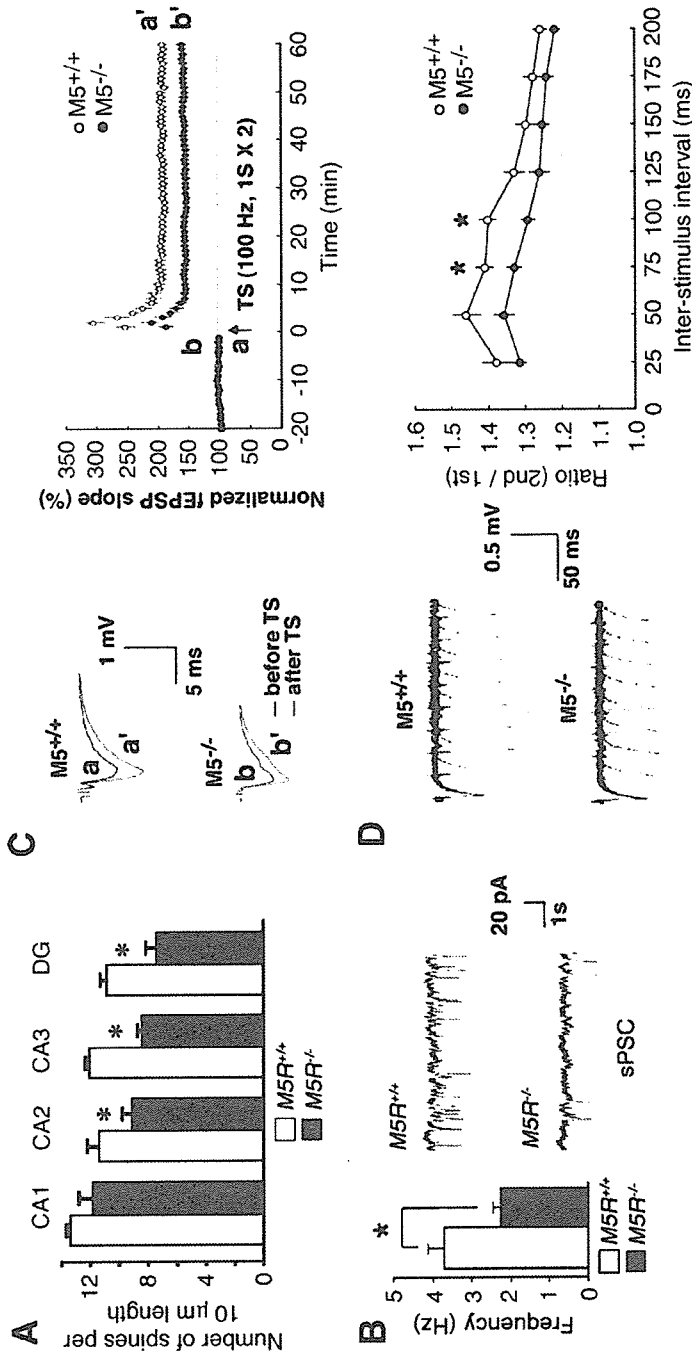 A
CA1 CA2 CA3 DG
* * *
Number of spines per
10 µm length
12
8
4
0
M5R+/+
M5R-/-
B
Frequency (Hz)
5
4
3
2
1
0
*
M5R+/+
M5R-/-
M5R+/+
M5R-/-
20 pA
1s
sPSC
C
M5+/+
a
a'
1 mV
5 ms
M5-/-
b
b'
before TS
after TS
Normalized fEPSP slope (%)
350
300
250
200
150
100
50
0
M5+/+
M5-/-
a'
b'
b
a
TS (100 Hz, 1S X 2)
-20 -10 0 10 20 30 40 50 60
Time (min)
D
M5+/+
0.5 mV
50 ms
M5-/-
Ratio (2nd / 1st)
1.6
1.5
1.4
1.3
1.2
1.1
1.0
M5+/+
M5-/-
* *
0 25 50 75 100 125 150 175 200
Inter-stimulus interval (ms)